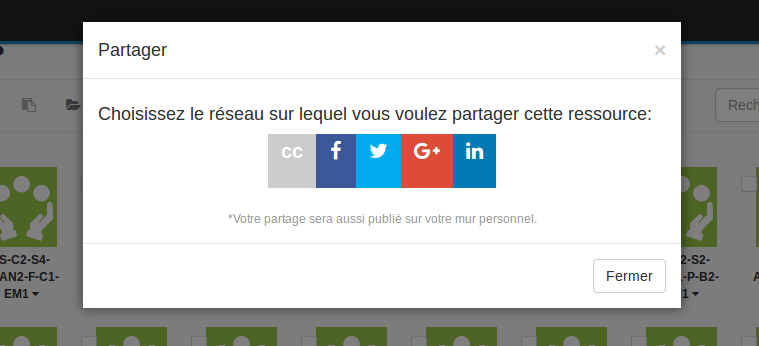 Partager
×
Choisissez le réseau sur lequel vous voulez partager cette ressource:
cc
f
G+
in
*Votre partage sera aussi publié sur votre mur personnel.
Fermer
Rech
S-C2-S4-
AN2-F-C1-
EM1
2-S2-
-P-B2-
1